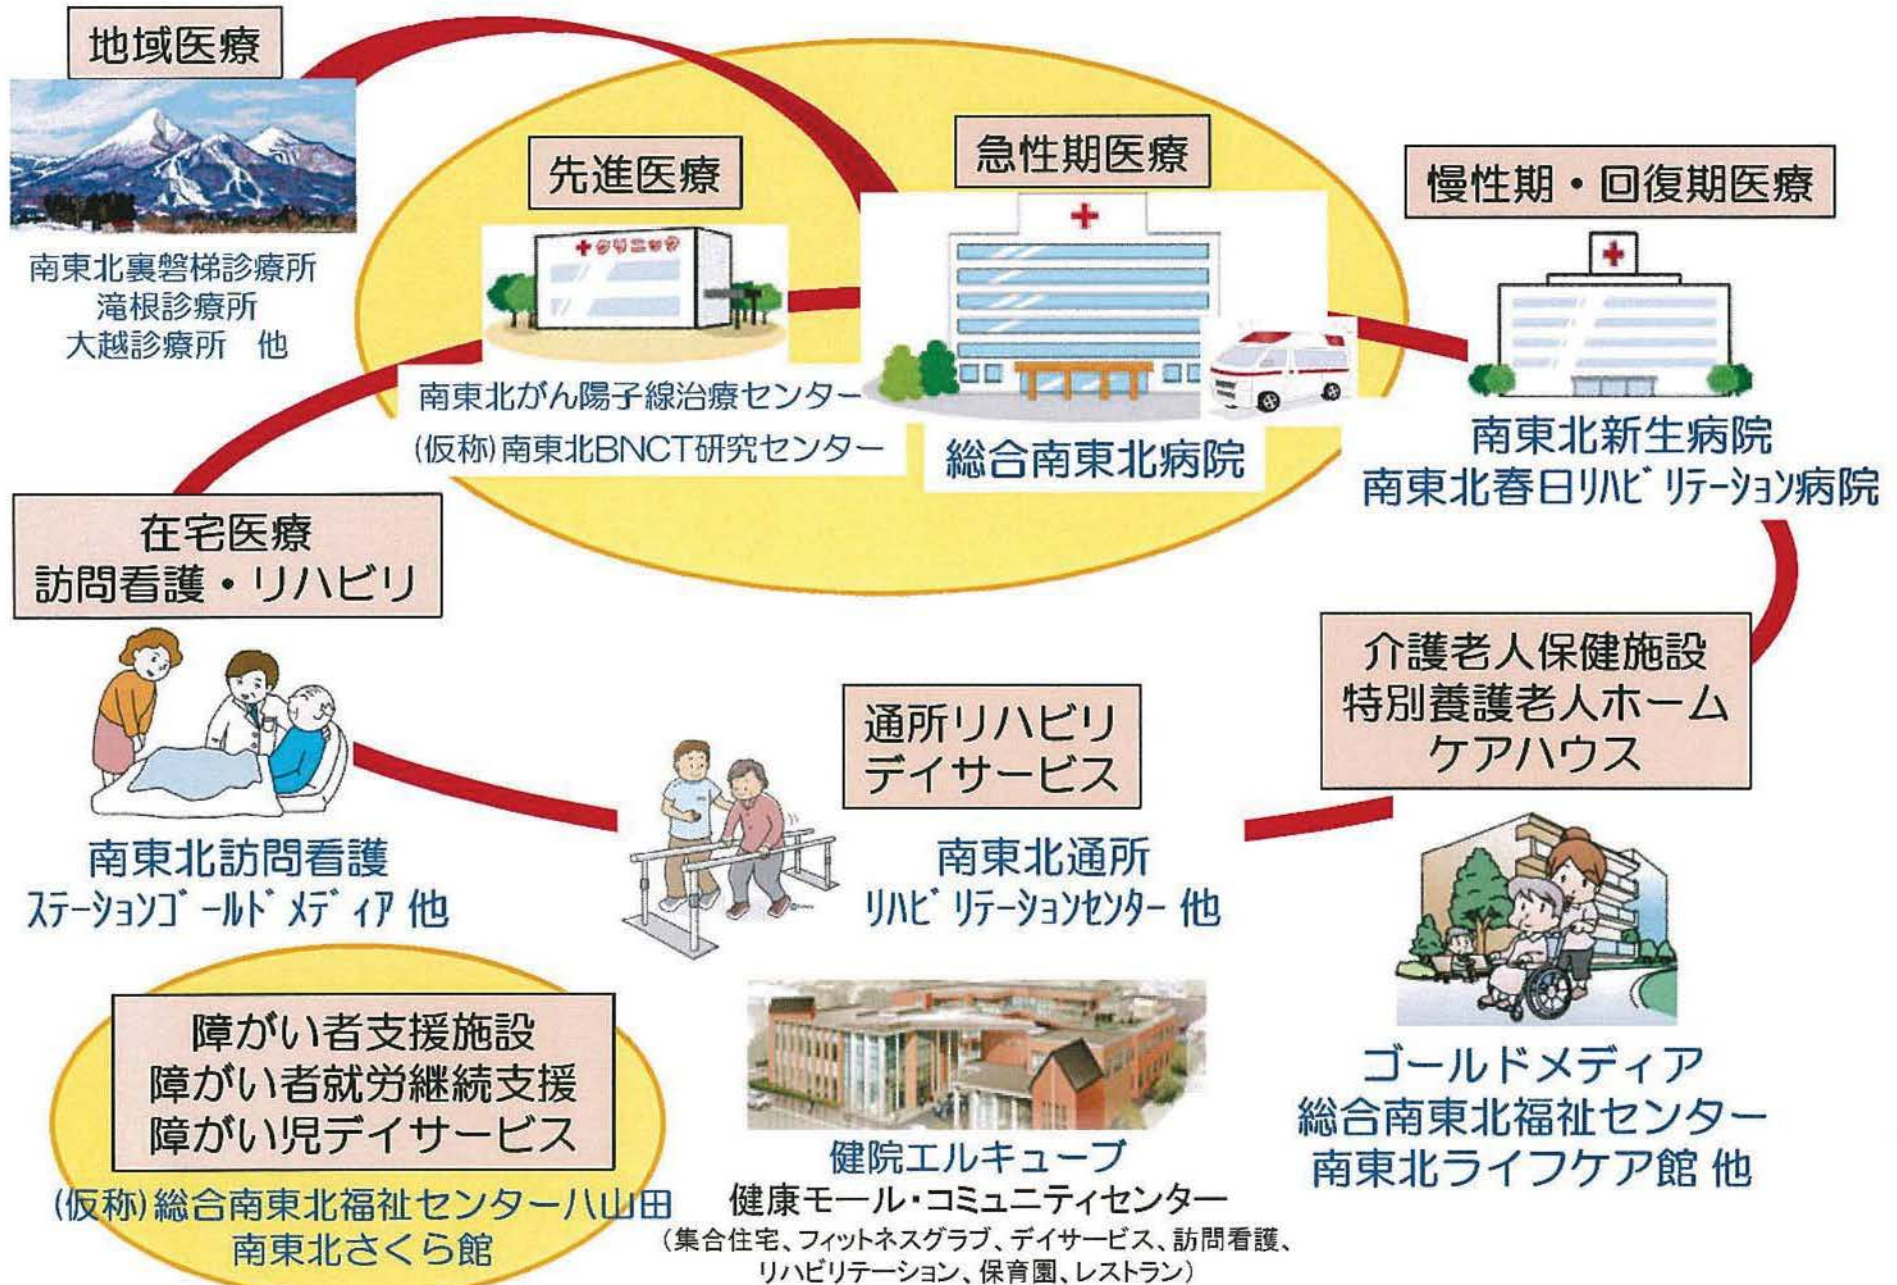 地域医療
南東北裏磐梯診療所
滝根診療所
大越診療所 他
先進医療
クリニック
南東北がん陽子線治療センター
(仮称)南東北BNCT研究センター
急性期医療
総合南東北病院
慢性期・回復期医療
南東北新生病院
南東北春日リハビリテーション病院
在宅医療
訪問看護・リハビリ
南東北訪問看護
ステーションゴールドメディア 他
通所リハビリ
デイサービス
南東北通所
リハビリテーションセンター 他
介護老人保健施設
特別養護老人ホーム
ケアハウス
ゴールドメディア
総合南東北福祉センター
南東北ライフケア館 他
障がい者支援施設
障がい者就労継続支援
障がい児デイサービス
(仮称)総合南東北福祉センター八山田
南東北さくら館
健院エルキューブ
健康モール・コミュニティセンター
(集合住宅、フィットネスグラブ、デイサービス、訪問看護、
リハビリテーション、保育園、レストラン)